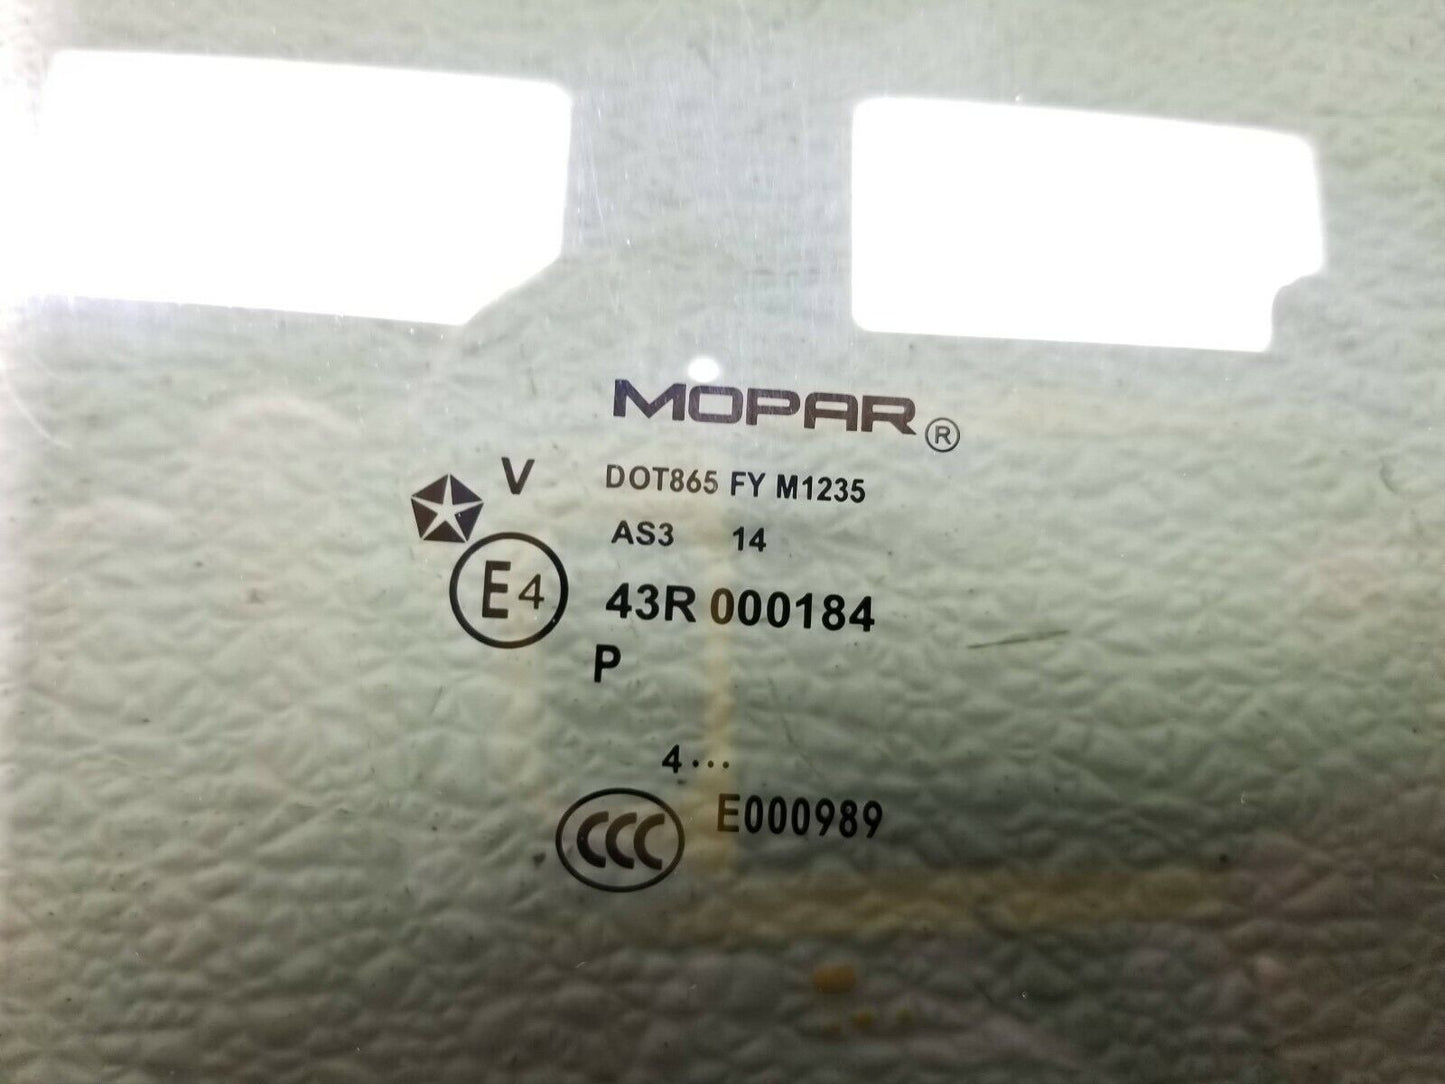 MOPAR®
V DOT865 FY M1235
AS3 14
E4 43R 000184
P
4...
CCC E000989